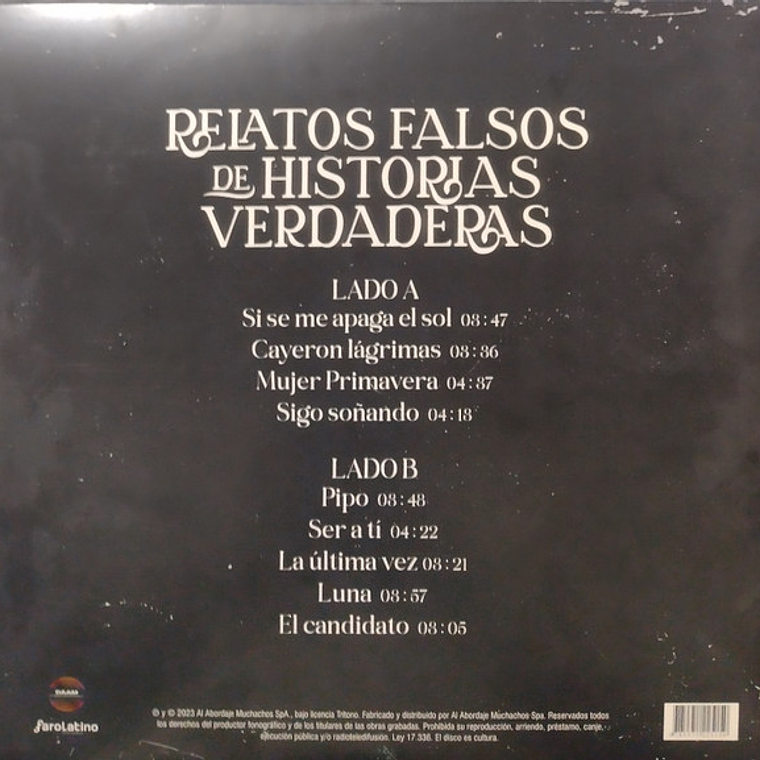 RELATOS FALSOS
DE HISTORIAS
VERDADERAS
LADO A
Si se me apaga el sol 03:47
Cayeron lágrimas 03:36
Mujer Primavera 04:37
Sigo soñando 04:13
LADO B
Pipo 03:48
Ser a tí 04:22
La última vez 03:21
Luna 03:57
El candidato 03:05
FaroLatino
℗ y © 2023 Al Abordaje Muchachos SpA., bajo licencia Tritono. Fabricado y distribuido por Al Abordaje Muchachos Spa. Reservados todos
los derechos del productor fonográfico y de los titulares de las obras grabadas. Prohibida su reproducción, arriendo, préstamo, canje,
ejecución pública y/o radioteledifusión. Ley 17.336. El disco es cultura.